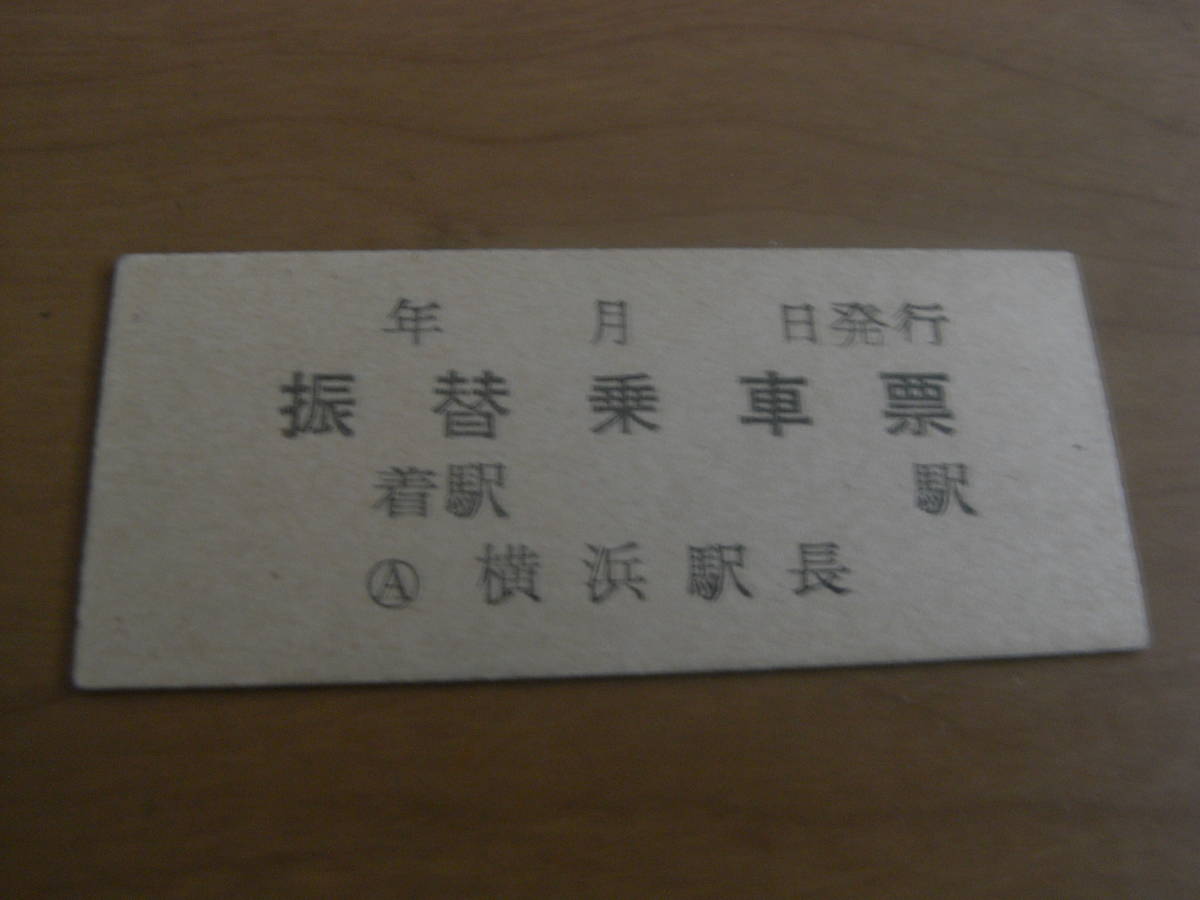 年 月 日発行
振替乗車票
着駅 駅
Ⓐ 横浜駅長